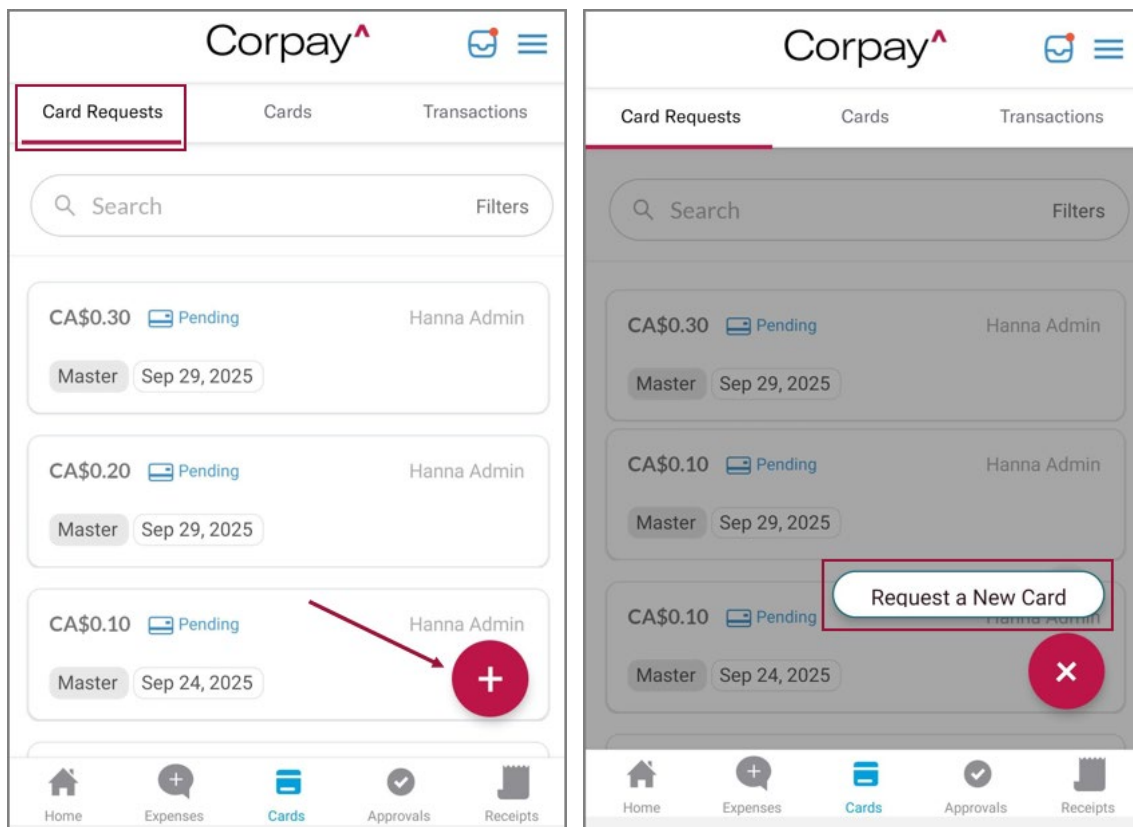 Corpay^
Card Requests Cards Transactions
Search Filters
CA$0.30 Pending Hanna Admin
Master Sep 29, 2025
CA$0.20 Pending Hanna Admin
Master Sep 29, 2025
CA$0.10 Pending Hanna Admin
Master Sep 24, 2025
Home Expenses Cards Approvals Receipts
Corpay^
Card Requests Cards Transactions
Search Filters
CA$0.30 Pending Hanna Admin
Master Sep 29, 2025
CA$0.10 Pending Hanna Admin
Master Sep 29, 2025
Request a New Card
CA$0.10 Pending Hanna Admin
Master Sep 24, 2025
Home Expenses Cards Approvals Receipts